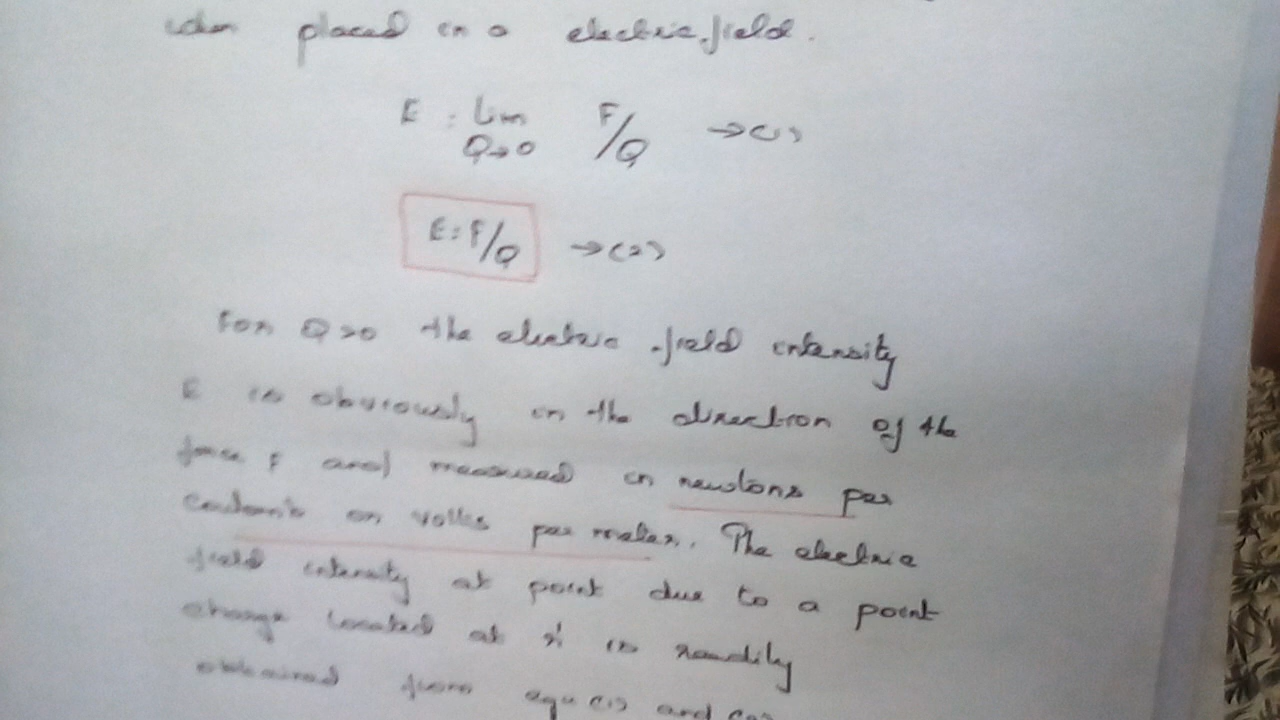 when placed in a electric field.
E : Lim F/Q →(1)
Q→0
E: F/Q →(2)
For Q>0 the electric field intensity
E is obviously in the direction of the
force F and measured in newtons per
coulomb or volts per meter. The electric
field intensity at point due to a point
charge located at r' is readily
obtained from equ (1) and